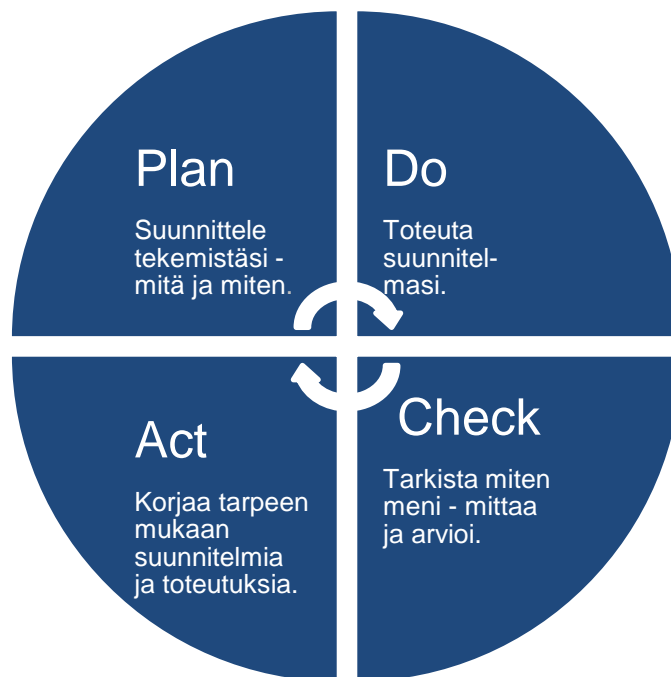 Plan
Suunnittele
tekemistäsi -
mitä ja miten.
Do
Toteuta
suunnitel-
masi.
Check
Tarkista miten
meni - mittaa
ja arvioi.
Act
Korjaa tarpeen
mukaan
suunnitelmia
ja toteutuksia.